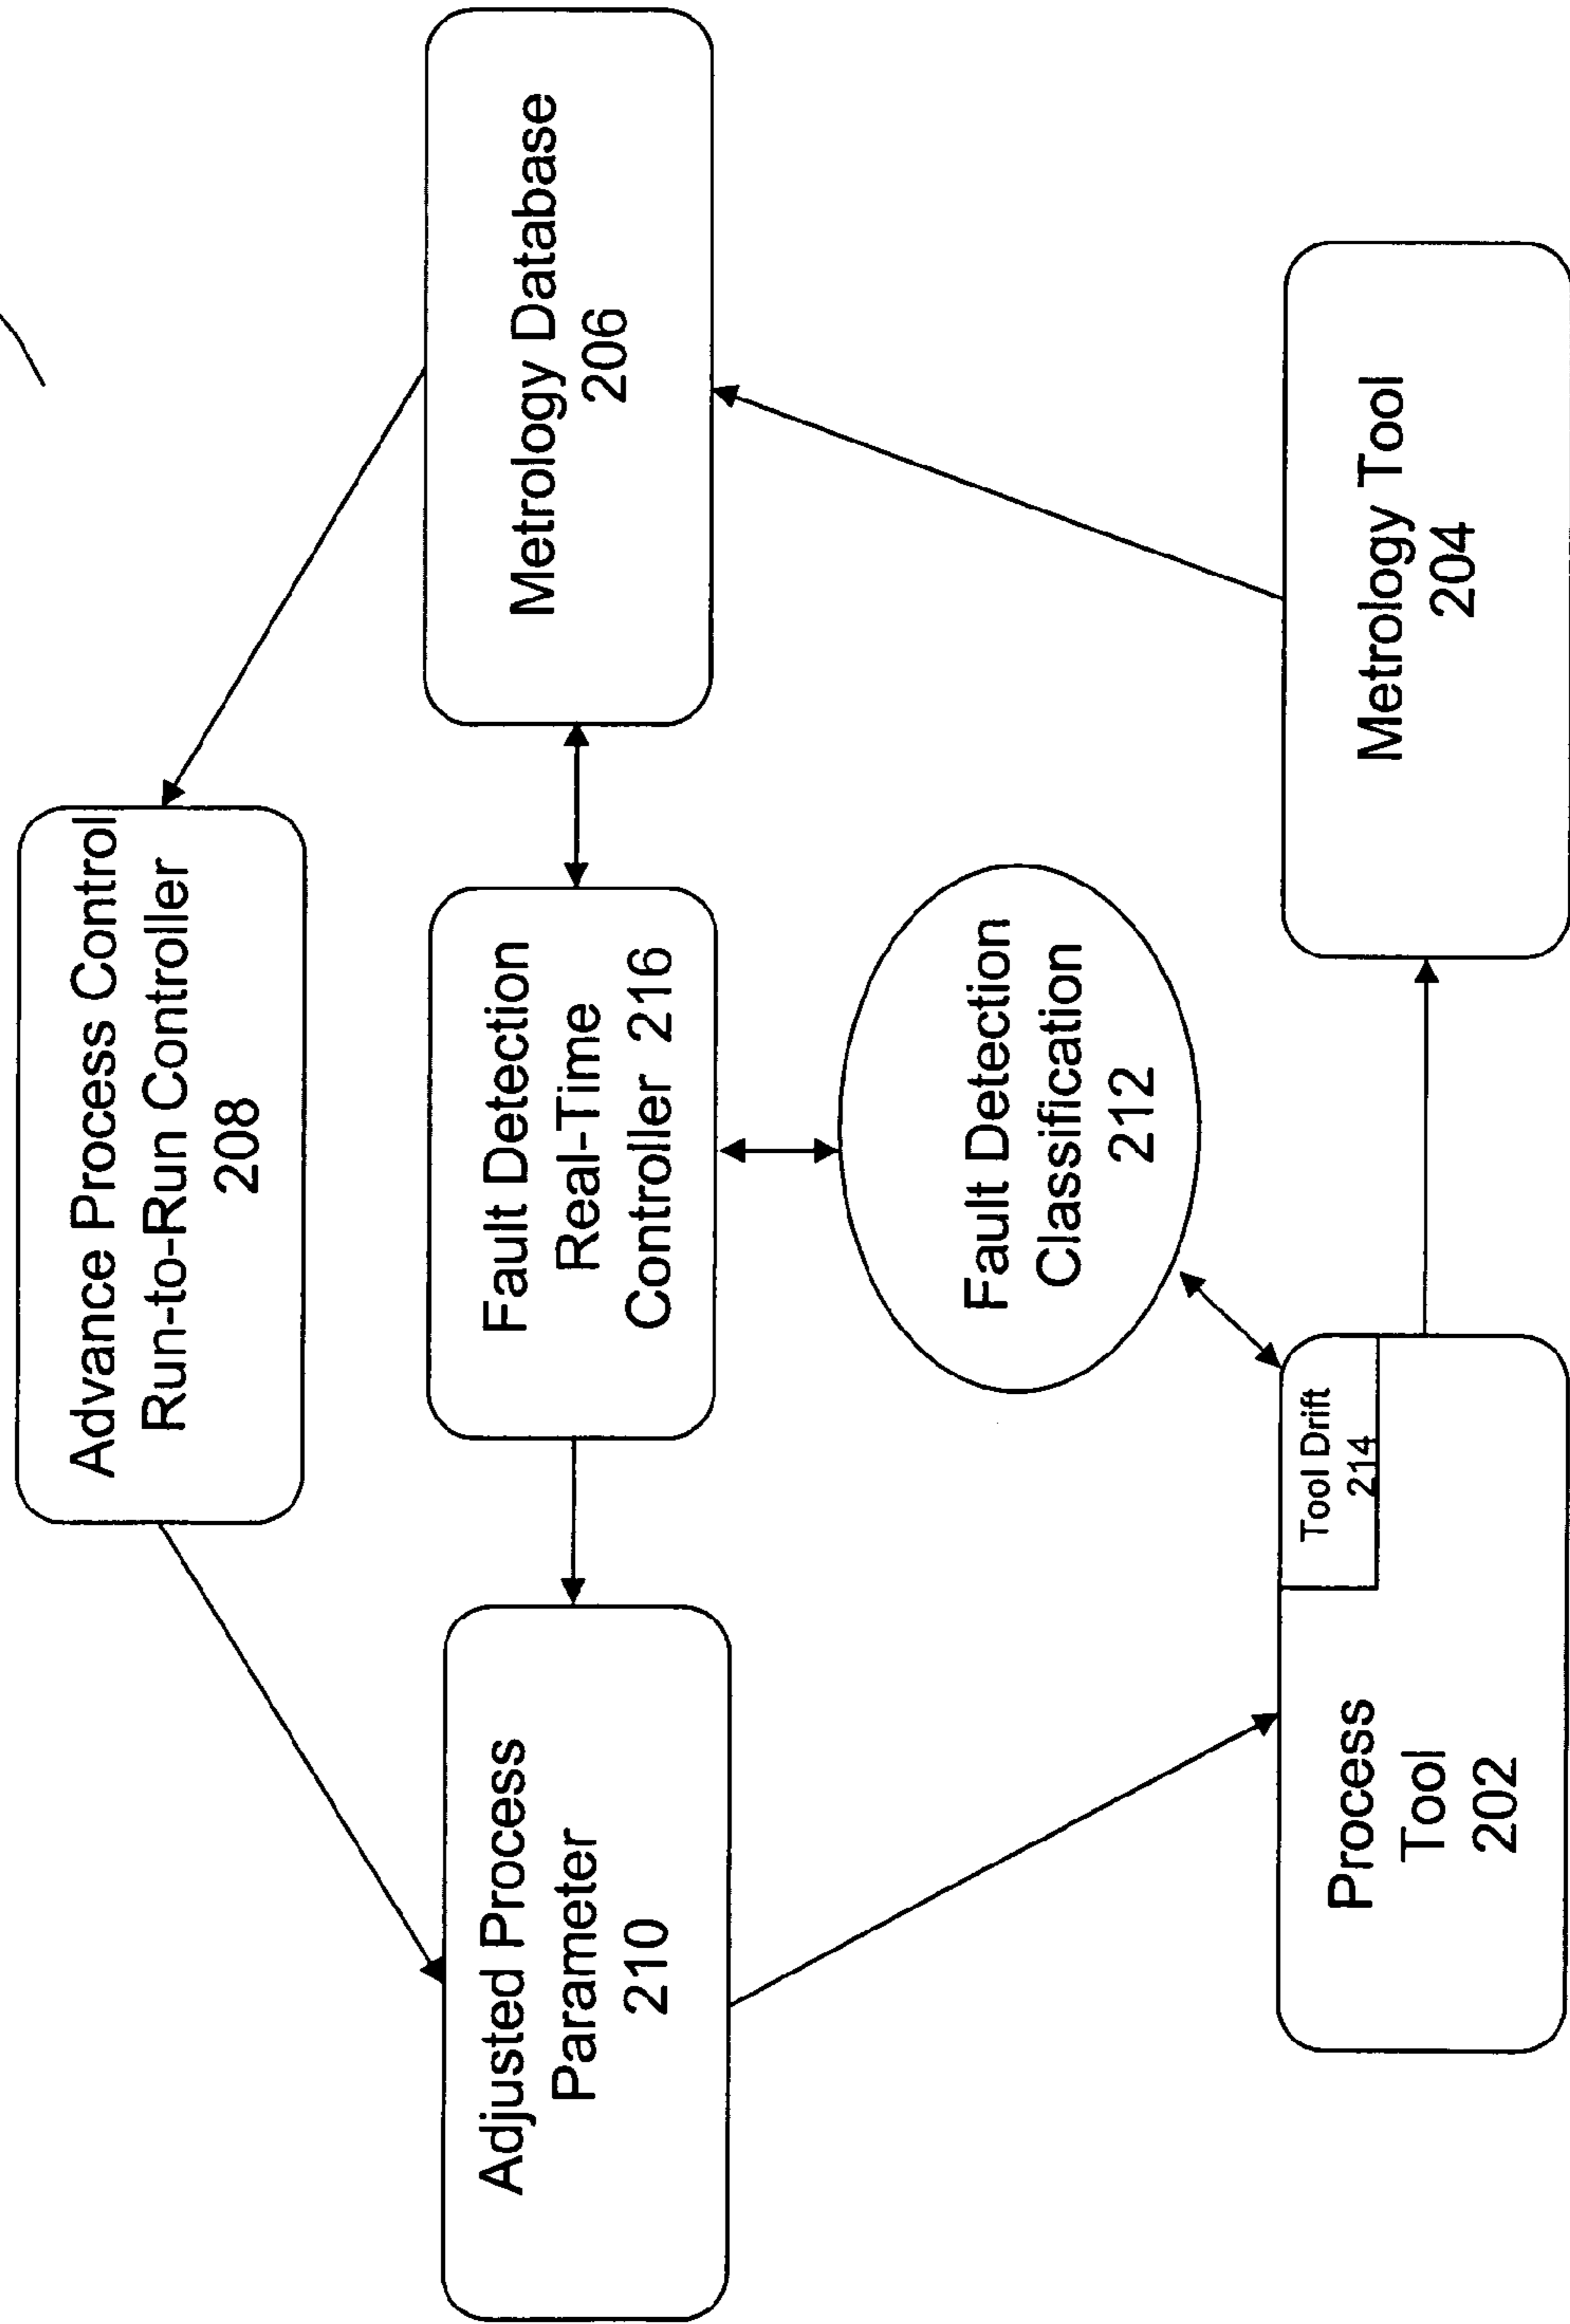 Advance Process Control
Run-to-Run Controller
208
Adjusted Process
Parameter
210
Fault Detection
Real-Time
Controller 216
Metrology Database
206
Fault Detection
Classification
212
Process
Tool
202
Tool Drift
214
Metrology Tool
204